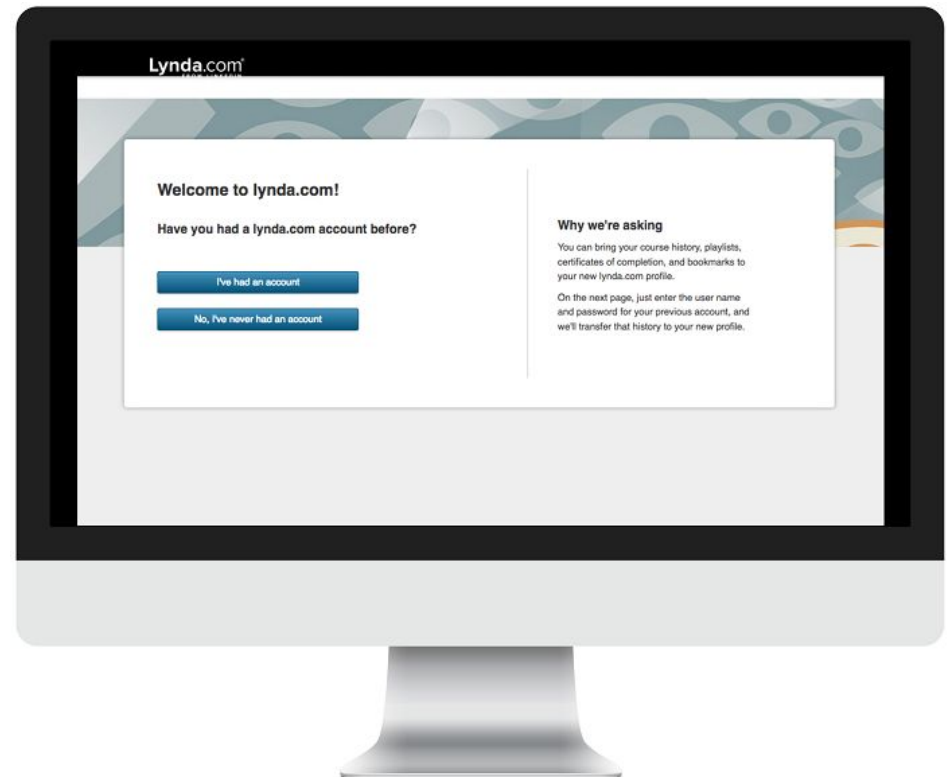 Lynda.com
FROM LINKEDIN
Welcome to lynda.com!
Have you had a lynda.com account before?
I've had an account
No, I've never had an account
Why we're asking
You can bring your course history, playlists,
certificates of completion, and bookmarks to
your new lynda.com profile.
On the next page, just enter the user name
and password for your previous account, and
we'll transfer that history to your new profile.